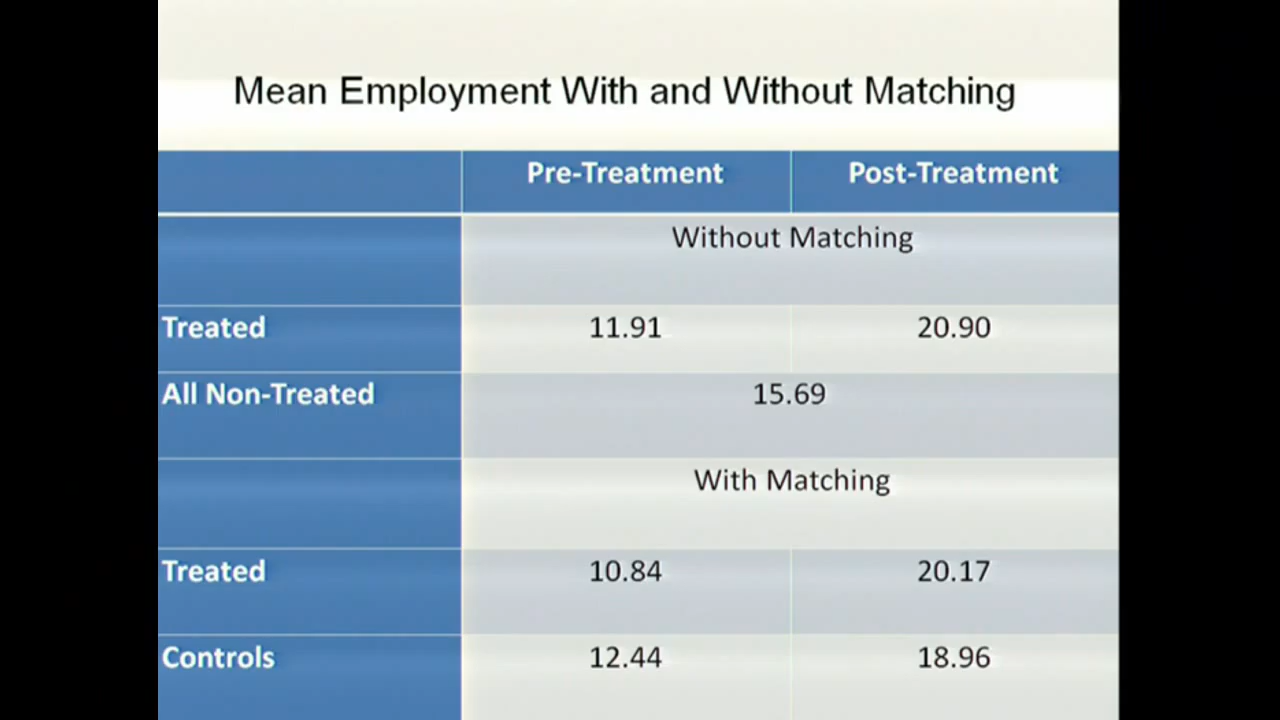 Mean Employment With and Without Matching
Pre-Treatment Post-Treatment
Without Matching
Treated 11.91 20.90
All Non-Treated 15.69
With Matching
Treated 10.84 20.17
Controls 12.44 18.96